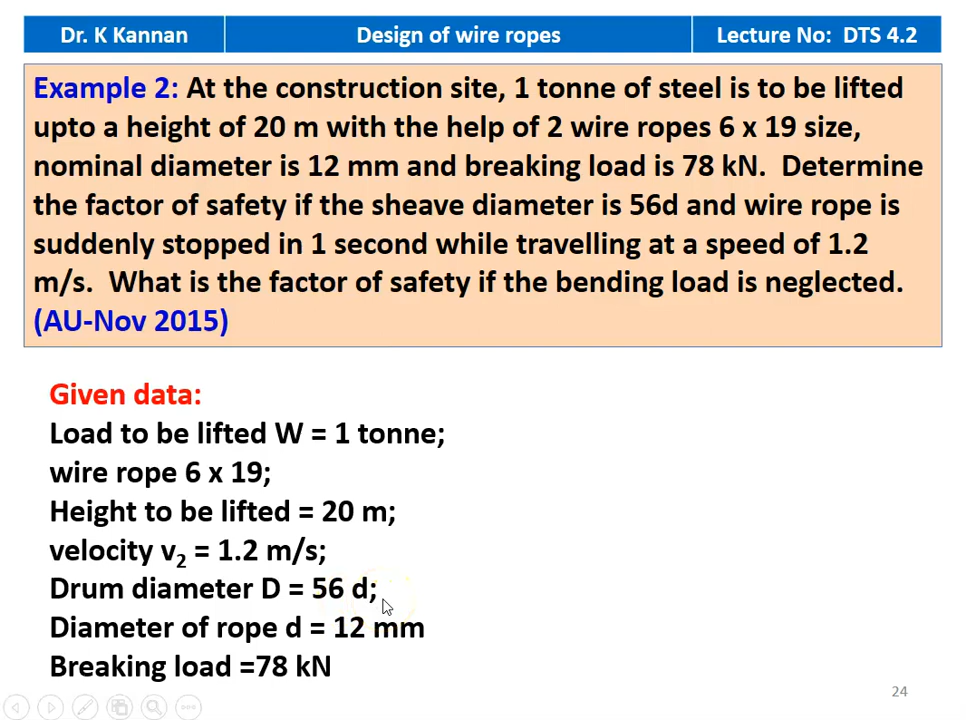 Dr. K Kannan
Design of wire ropes
Lecture No: DTS 4.2
Example 2: At the construction site, 1 tonne of steel is to be lifted
upto a height of 20 m with the help of 2 wire ropes 6 x 19 size,
nominal diameter is 12 mm and breaking load is 78 kN. Determine
the factor of safety if the sheave diameter is 56d and wire rope is
suddenly stopped in 1 second while travelling at a speed of 1.2
m/s. What is the factor of safety if the bending load is neglected.
(AU-Nov 2015)
Given data:
Load to be lifted W = 1 tonne;
wire rope 6 x 19;
Height to be lifted = 20 m;
velocity v₂ = 1.2 m/s;
Drum diameter D = 56 d;
Diameter of rope d = 12 mm
Breaking load =78 kN
24